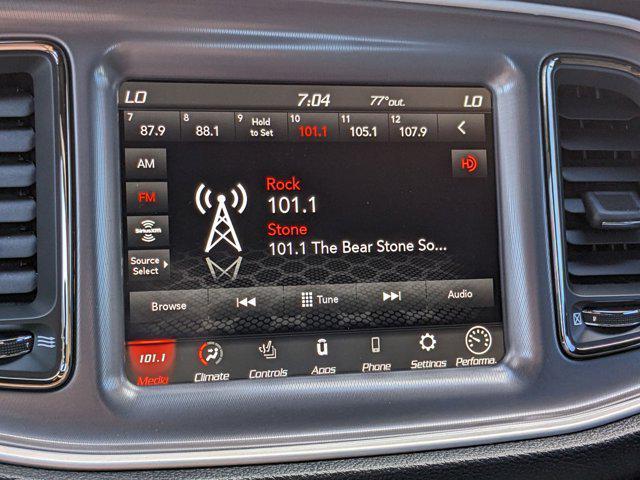 LO 7:04 77°out. LO
7 8 9 Hold to Set 10 11 12
87.9 88.1 101.1 105.1 107.9
AM
HD
FM
Rock
101.1
SiriusXM
Stone
101.1 The Bear Stone So...
Source
Select
Browse Tune Audio
101.1
Media Climate Controls Apps Phone Settings Performa.